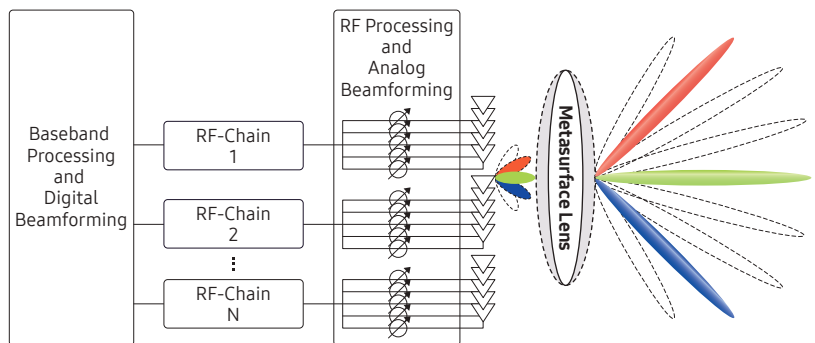 Baseband
Processing
and
Digital
Beamforming
RF-Chain
1
RF-Chain
2
RF-Chain
N
RF Processing
and
Analog
Beamforming
Metasurface Lens